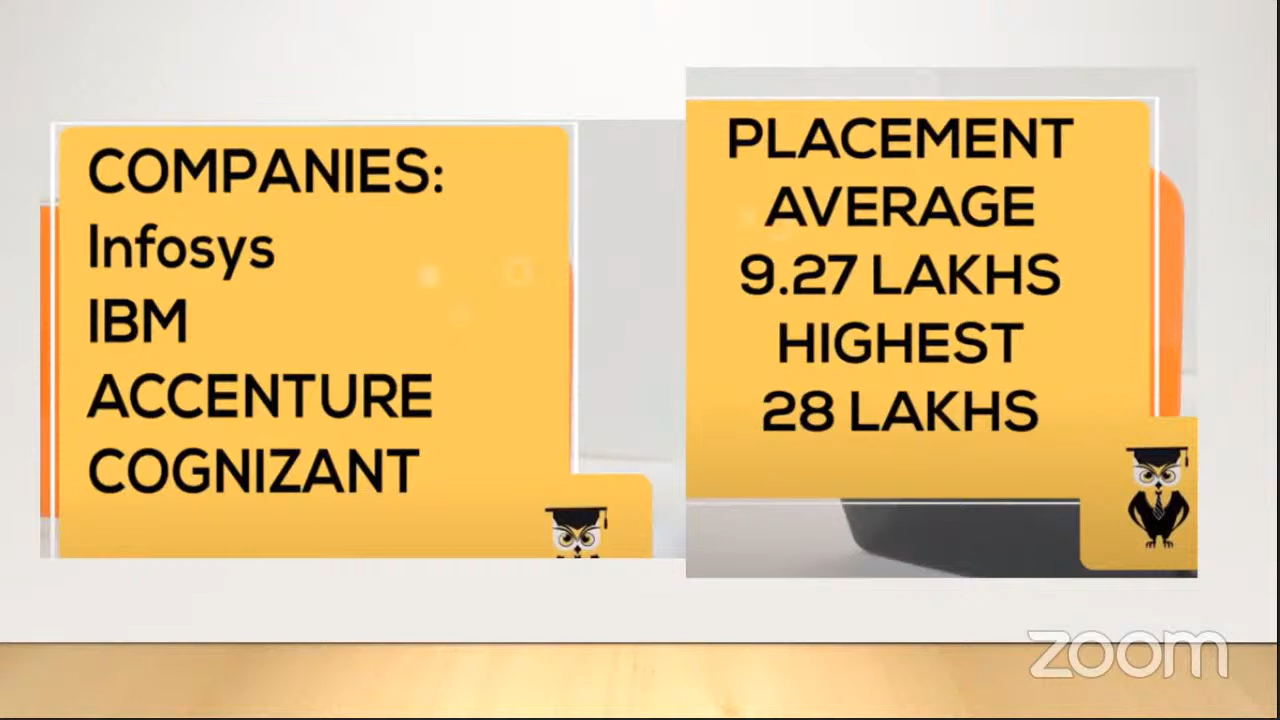 COMPANIES:
Infosys
IBM
ACCENTURE
COGNIZANT
PLACEMENT
AVERAGE
9.27 LAKHS
HIGHEST
28 LAKHS
zoom